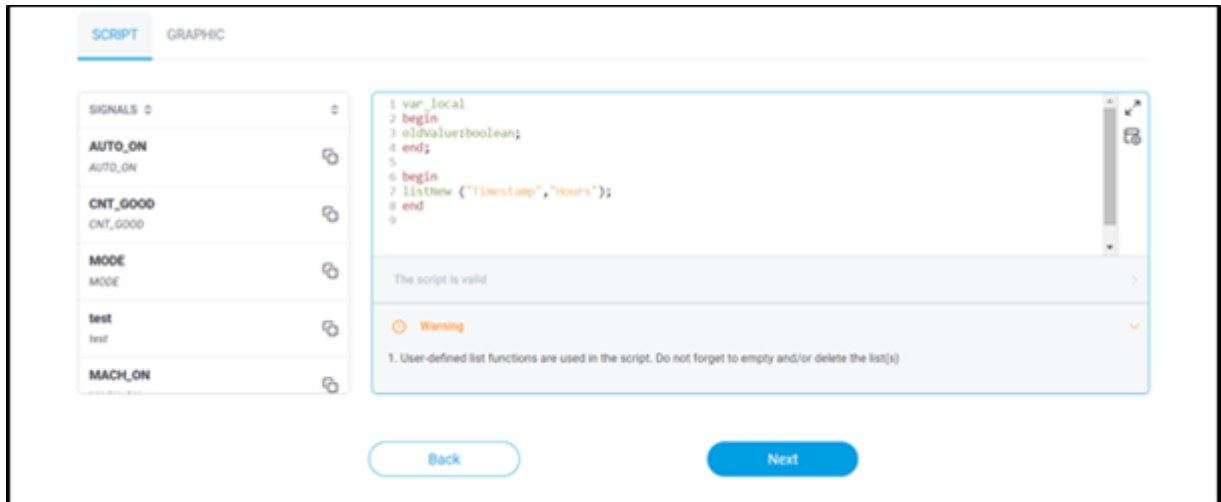 SCRIPT GRAPHIC
SIGNALS
AUTO_ON
AUTO_ON
CNT_GOOD
CNT_GOOD
MODE
MODE
test
test
MACH_ON
1 var_local
2 begin
3 oldValue:boolean;
4 end;
5
6 begin
7 listNew ("Timestamp","Hours");
8 end
9
The script is valid
Warning
1. User-defined list functions are used in the script. Do not forget to empty and/or delete the list(s)
Back Next